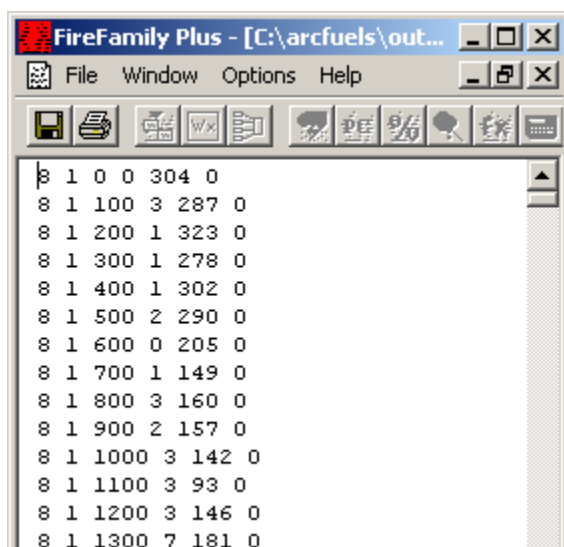 FireFamily Plus - [C:\arcfuels\out...
File Window Options Help
8 1 0 0 304 0
8 1 100 3 287 0
8 1 200 1 323 0
8 1 300 1 278 0
8 1 400 1 302 0
8 1 500 2 290 0
8 1 600 0 205 0
8 1 700 1 149 0
8 1 800 3 160 0
8 1 900 2 157 0
8 1 1000 3 142 0
8 1 1100 3 93 0
8 1 1200 3 146 0
8 1 1300 7 181 0